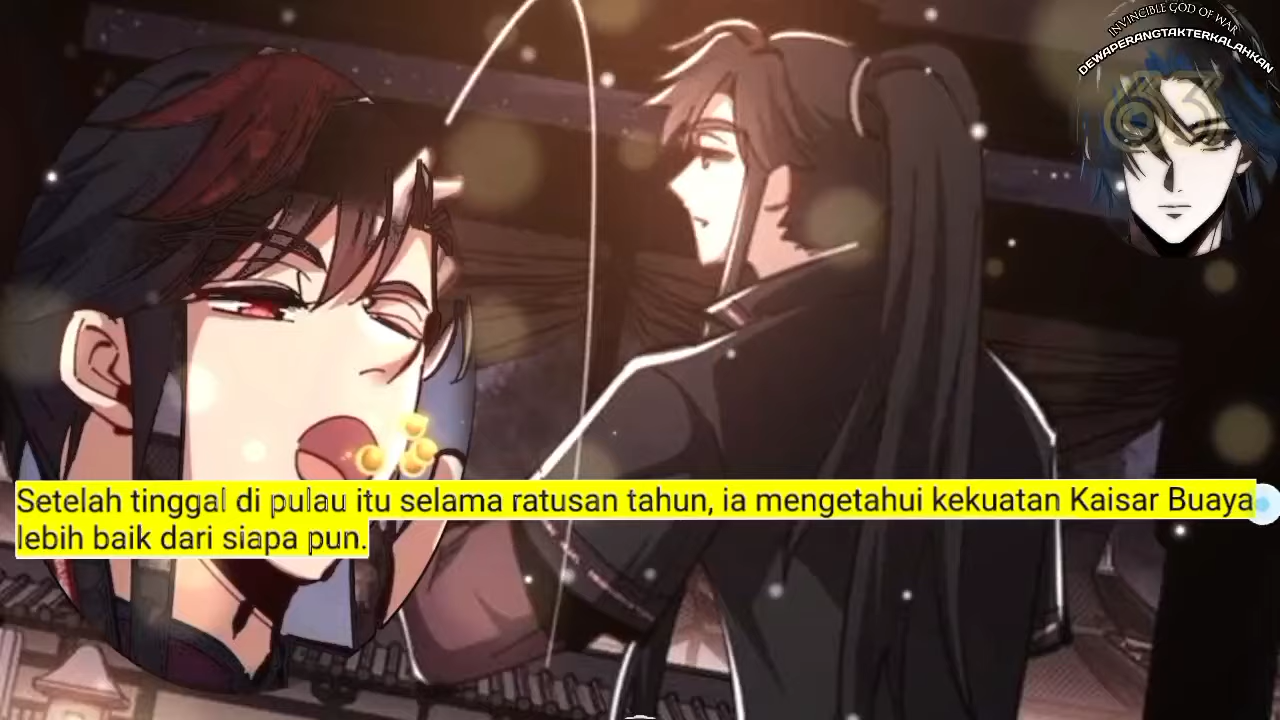 INVINCIBLE GOD OF WAR
DEWAPERANGTAKTERKALAHKAN
63
Setelah tinggal di pulau itu selama ratusan tahun, ia mengetahui kekuatan Kaisar Buaya
lebih baik dari siapa pun.